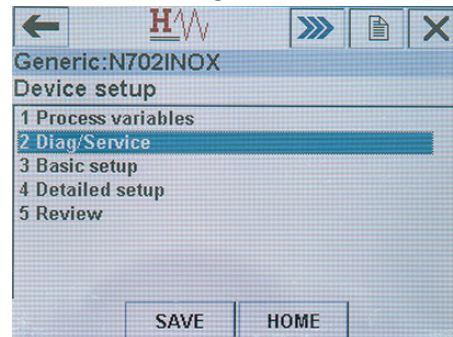 H
Generic:N702INOX
Device setup
1 Process variables
2 Diag/Service
3 Basic setup
4 Detailed setup
5 Review
SAVE HOME